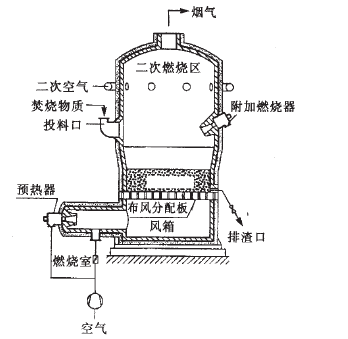 烟气
二次燃烧区
二次空气
焚烧物质
投料口
附加燃烧器
预热器
布风分配板
风箱
排渣口
燃烧室
空气